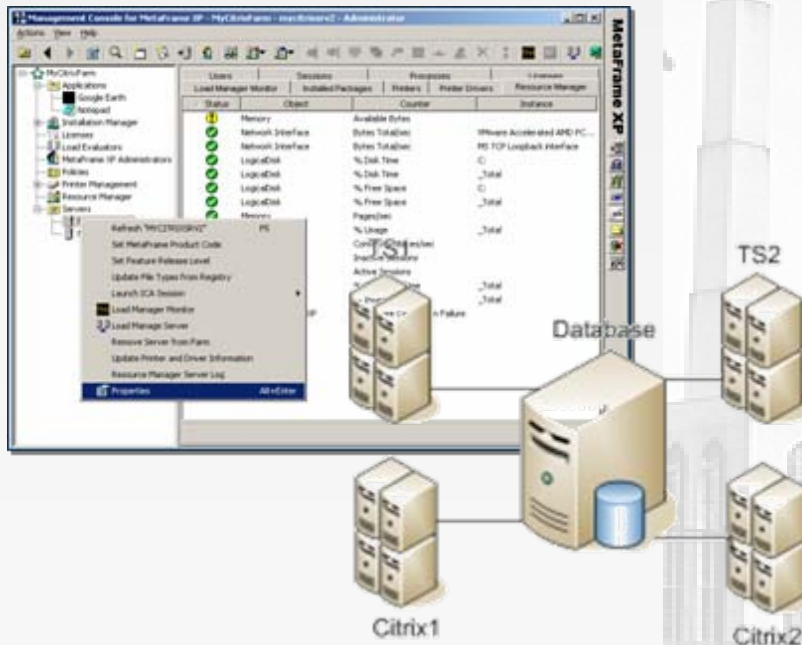 Management Console for MetaFrame XP - MyCitrixFarm - mycitrixsrv2 - Administrator
Actions View Help
MetaFrame XP
MyCitrixFarm
Applications
Google Earth
Notepad
Installation Manager
Licenses
Load Evaluators
MetaFrame XP Administrators
Policies
Printer Management
Resource Manager
Servers
Users Sessions Processes Licenses
Load Manager Monitor Installed Packages Printers Printer Drivers Resource Manager
Status Object Counter Instance
Memory Available Bytes
Network Interface Bytes Total/sec VMware Accelerated AMD PC...
Network Interface Bytes Total/sec MS TCP Loopback interface
LogicalDisk % Disk Time C:
LogicalDisk % Disk Time _Total
LogicalDisk % Free Space C:
LogicalDisk % Free Space _Total
Memory Pages/sec
% Usage _Total
Inactive Sessions
Active Sessions
_Total
_Total
Failure
Refresh "MYCITRIXSRV2" F5
Set MetaFrame Product Code
Set Feature Release Level
Update File Types from Registry
Launch ICA Session
Load Manager Monitor
Load Manage Server
Remove Server from Farm
Update Printer and Driver Information
Resource Manager Server Log
Properties Alt+Enter
TS1
TS2
Database
Citrix1
Citrix2